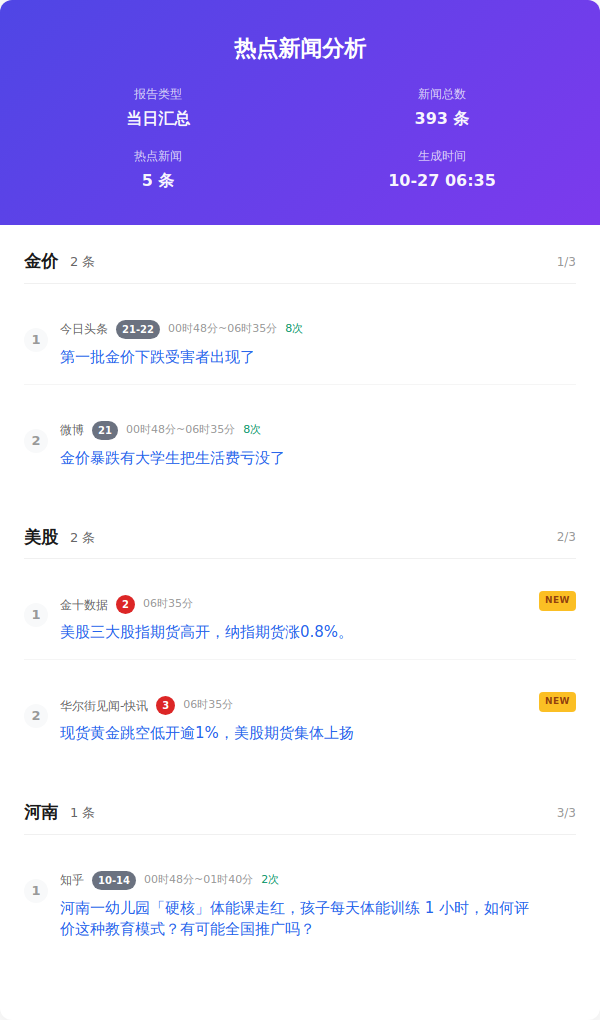 热点新闻分析
报告类型
新闻总数
当日汇总
393 条
热点新闻
生成时间
5 条
10-27 06:35
金价 2 条 1/3
1 今日头条 21-22 00时48分~06时35分 8次
第一批金价下跌受害者出现了
2 微博 21 00时48分~06时35分 8次
金价暴跌有大学生把生活费亏没了
美股 2 条 2/3
1 金十数据 2 06时35分 NEW
美股三大股指期货高开，纳指期货涨0.8%。
2 华尔街见闻-快讯 3 06时35分 NEW
现货黄金跳空低开逾1%，美股期货集体上扬
河南 1 条 3/3
1 知乎 10-14 00时48分~01时40分 2次
河南一幼儿园「硬核」体能课走红，孩子每天体能训练 1 小时，如何评
价这种教育模式？有可能全国推广吗？